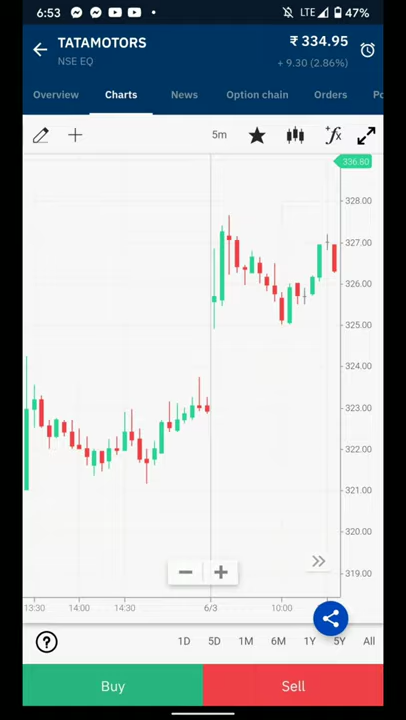 6:53
LTE 47%
TATAMOTORS
₹ 334.95
NSE EQ
+ 9.30 (2.86%)
Overview Charts News Option chain Orders Po
5m
+fx
336.80
328.00
327.00
326.00
325.00
324.00
323.00
322.00
321.00
320.00
319.00
13:30 14:00 14:30 6/3 10:00
1D 5D 1M 6M 1Y 5Y All
Buy Sell